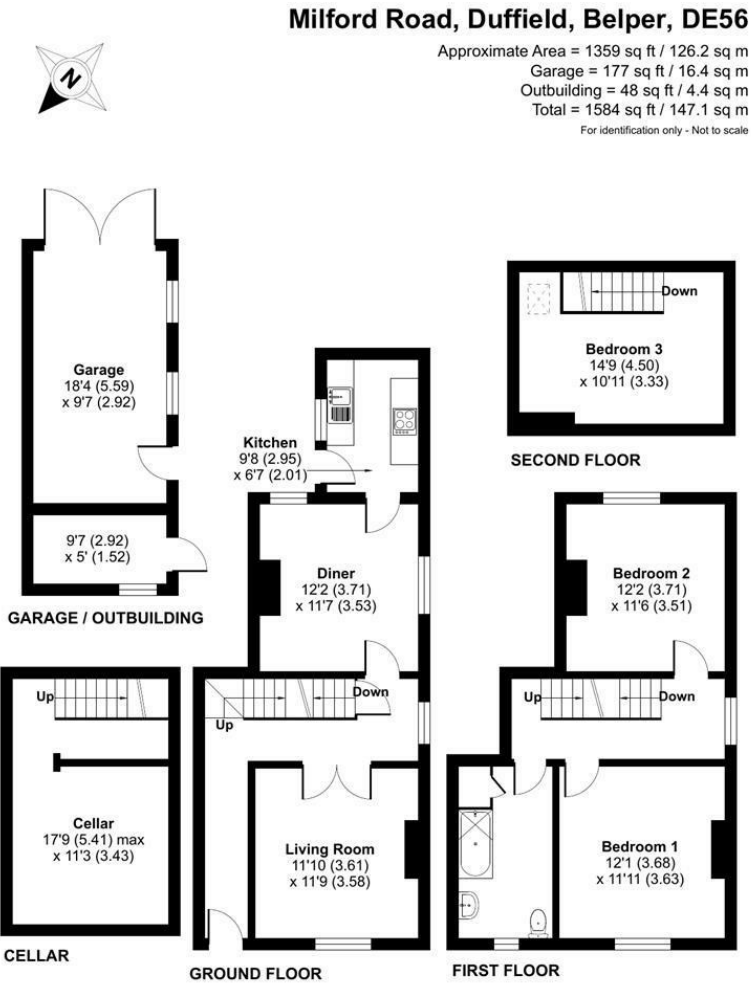 Milford Road, Duffield, Belper, DE56
Approximate Area = 1359 sq ft / 126.2 sq m
Garage = 177 sq ft / 16.4 sq m
Outbuilding = 48 sq ft / 4.4 sq m
Total = 1584 sq ft / 147.1 sq m
For identification only - Not to scale
N
Garage
18'4 (5.59)
x 9'7 (2.92)
9'7 (2.92)
x 5' (1.52)
GARAGE / OUTBUILDING
Kitchen
9'8 (2.95)
x 6'7 (2.01)
Diner
12'2 (3.71)
x 11'7 (3.53)
Down
Bedroom 3
14'9 (4.50)
x 10'11 (3.33)
SECOND FLOOR
Bedroom 2
12'2 (3.71)
x 11'6 (3.51)
Up
Cellar
17'9 (5.41) max
x 11'3 (3.43)
CELLAR
Up
Down
Living Room
11'10 (3.61)
x 11'9 (3.58)
GROUND FLOOR
Up
Down
Bedroom 1
12'1 (3.68)
x 11'11 (3.63)
FIRST FLOOR